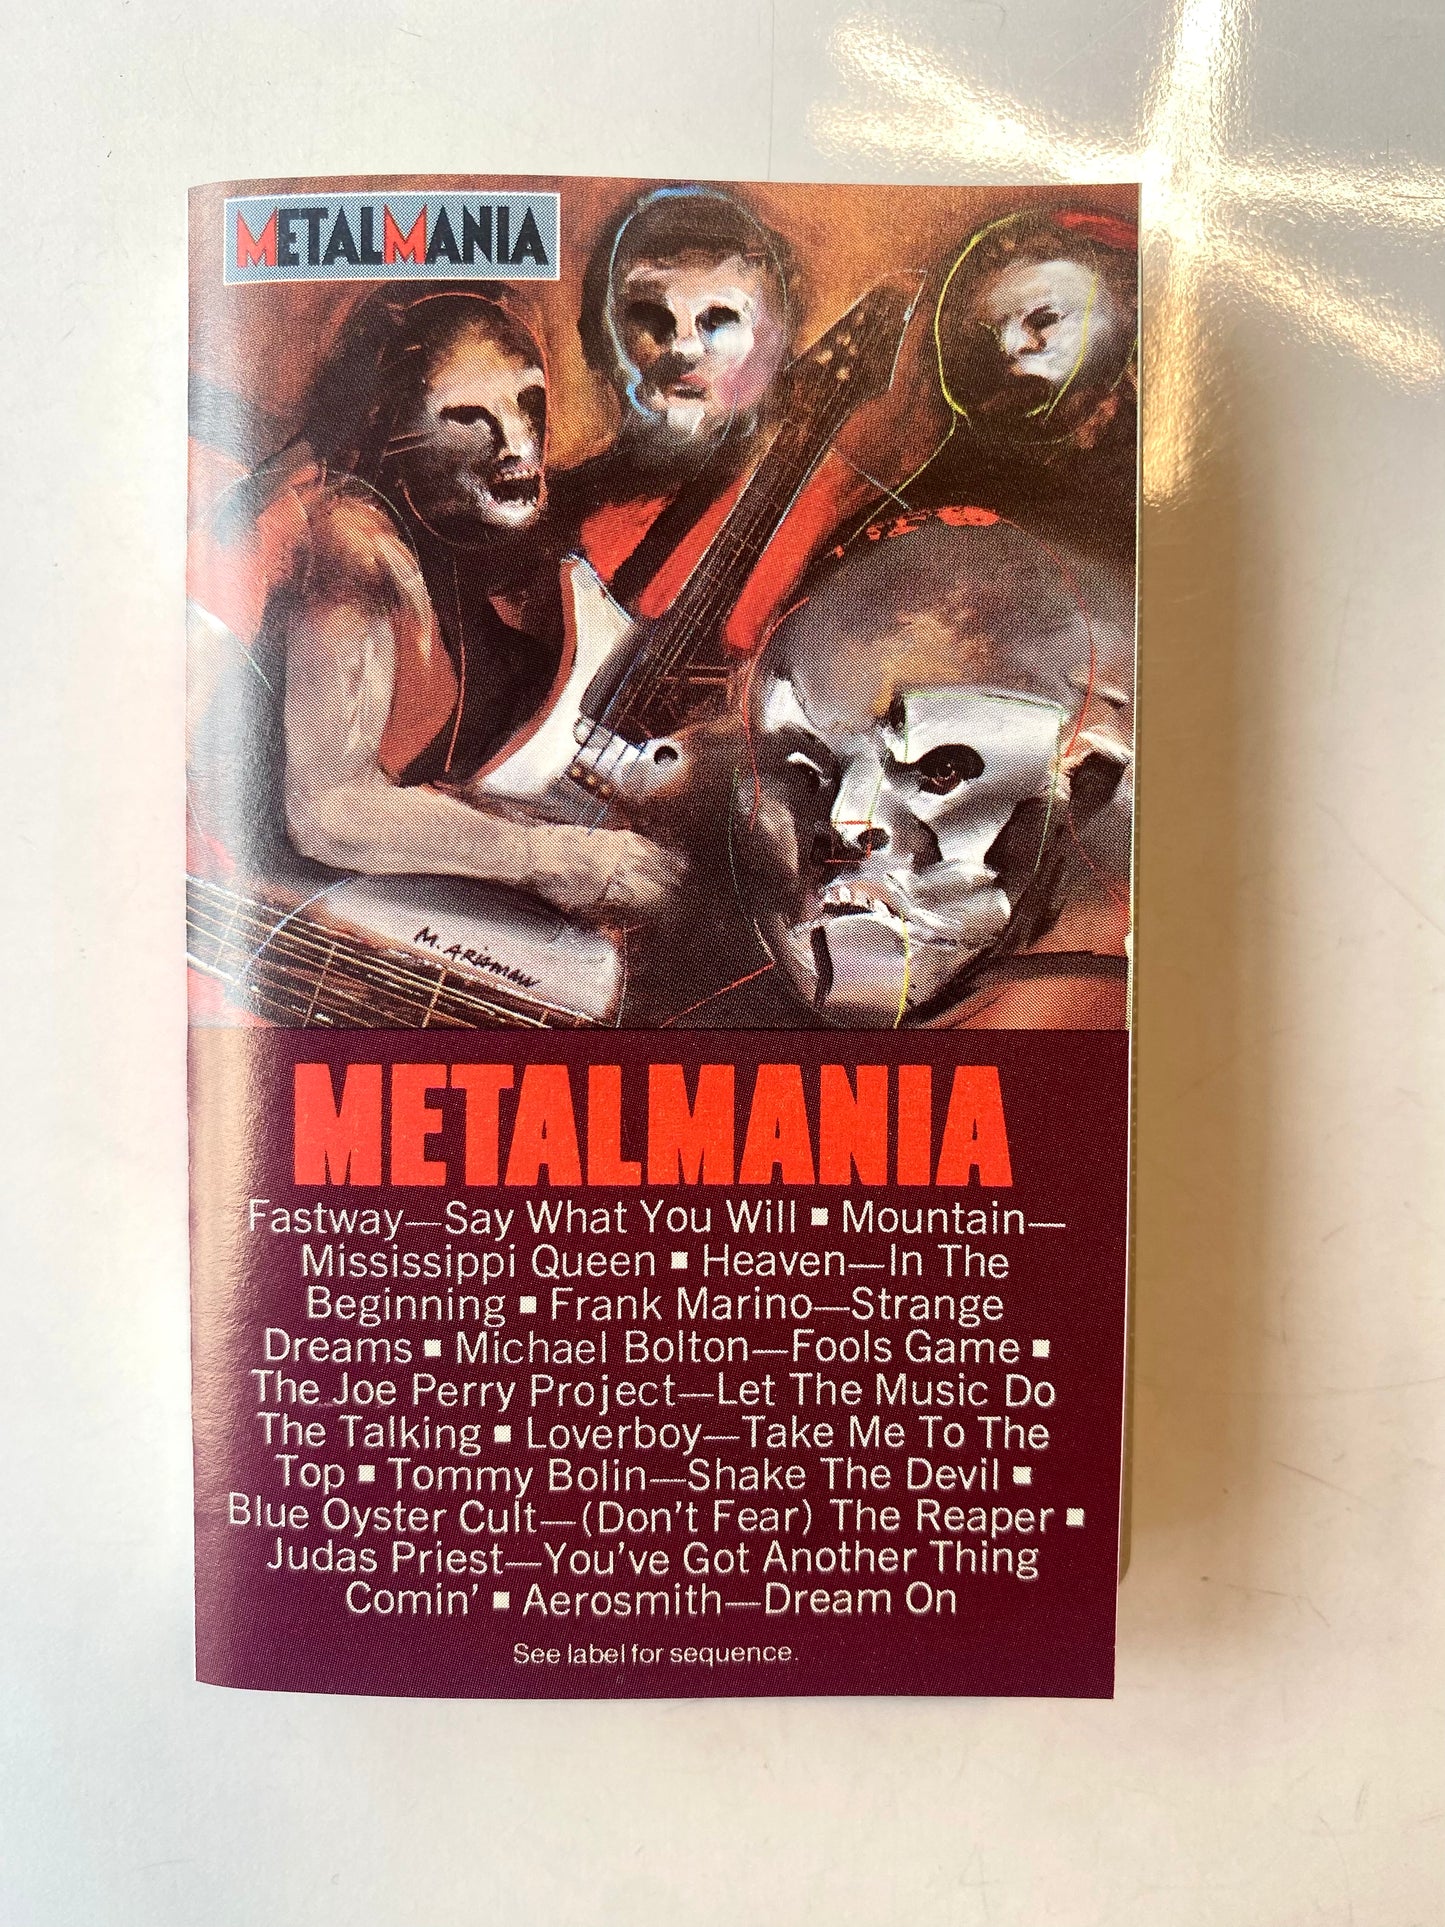 METALMANIA
M. ARISMAN
METALMANIA
Fastway—Say What You Will ▪ Mountain—
Mississippi Queen ▪ Heaven—In The
Beginning ▪ Frank Marino—Strange
Dreams ▪ Michael Bolton—Fools Game ▪
The Joe Perry Project—Let The Music Do
The Talking ▪ Loverboy—Take Me To The
Top ▪ Tommy Bolin—Shake The Devil ▪
Blue Oyster Cult—(Don't Fear) The Reaper ▪
Judas Priest—You've Got Another Thing
Comin' ▪ Aerosmith—Dream On
See label for sequence.